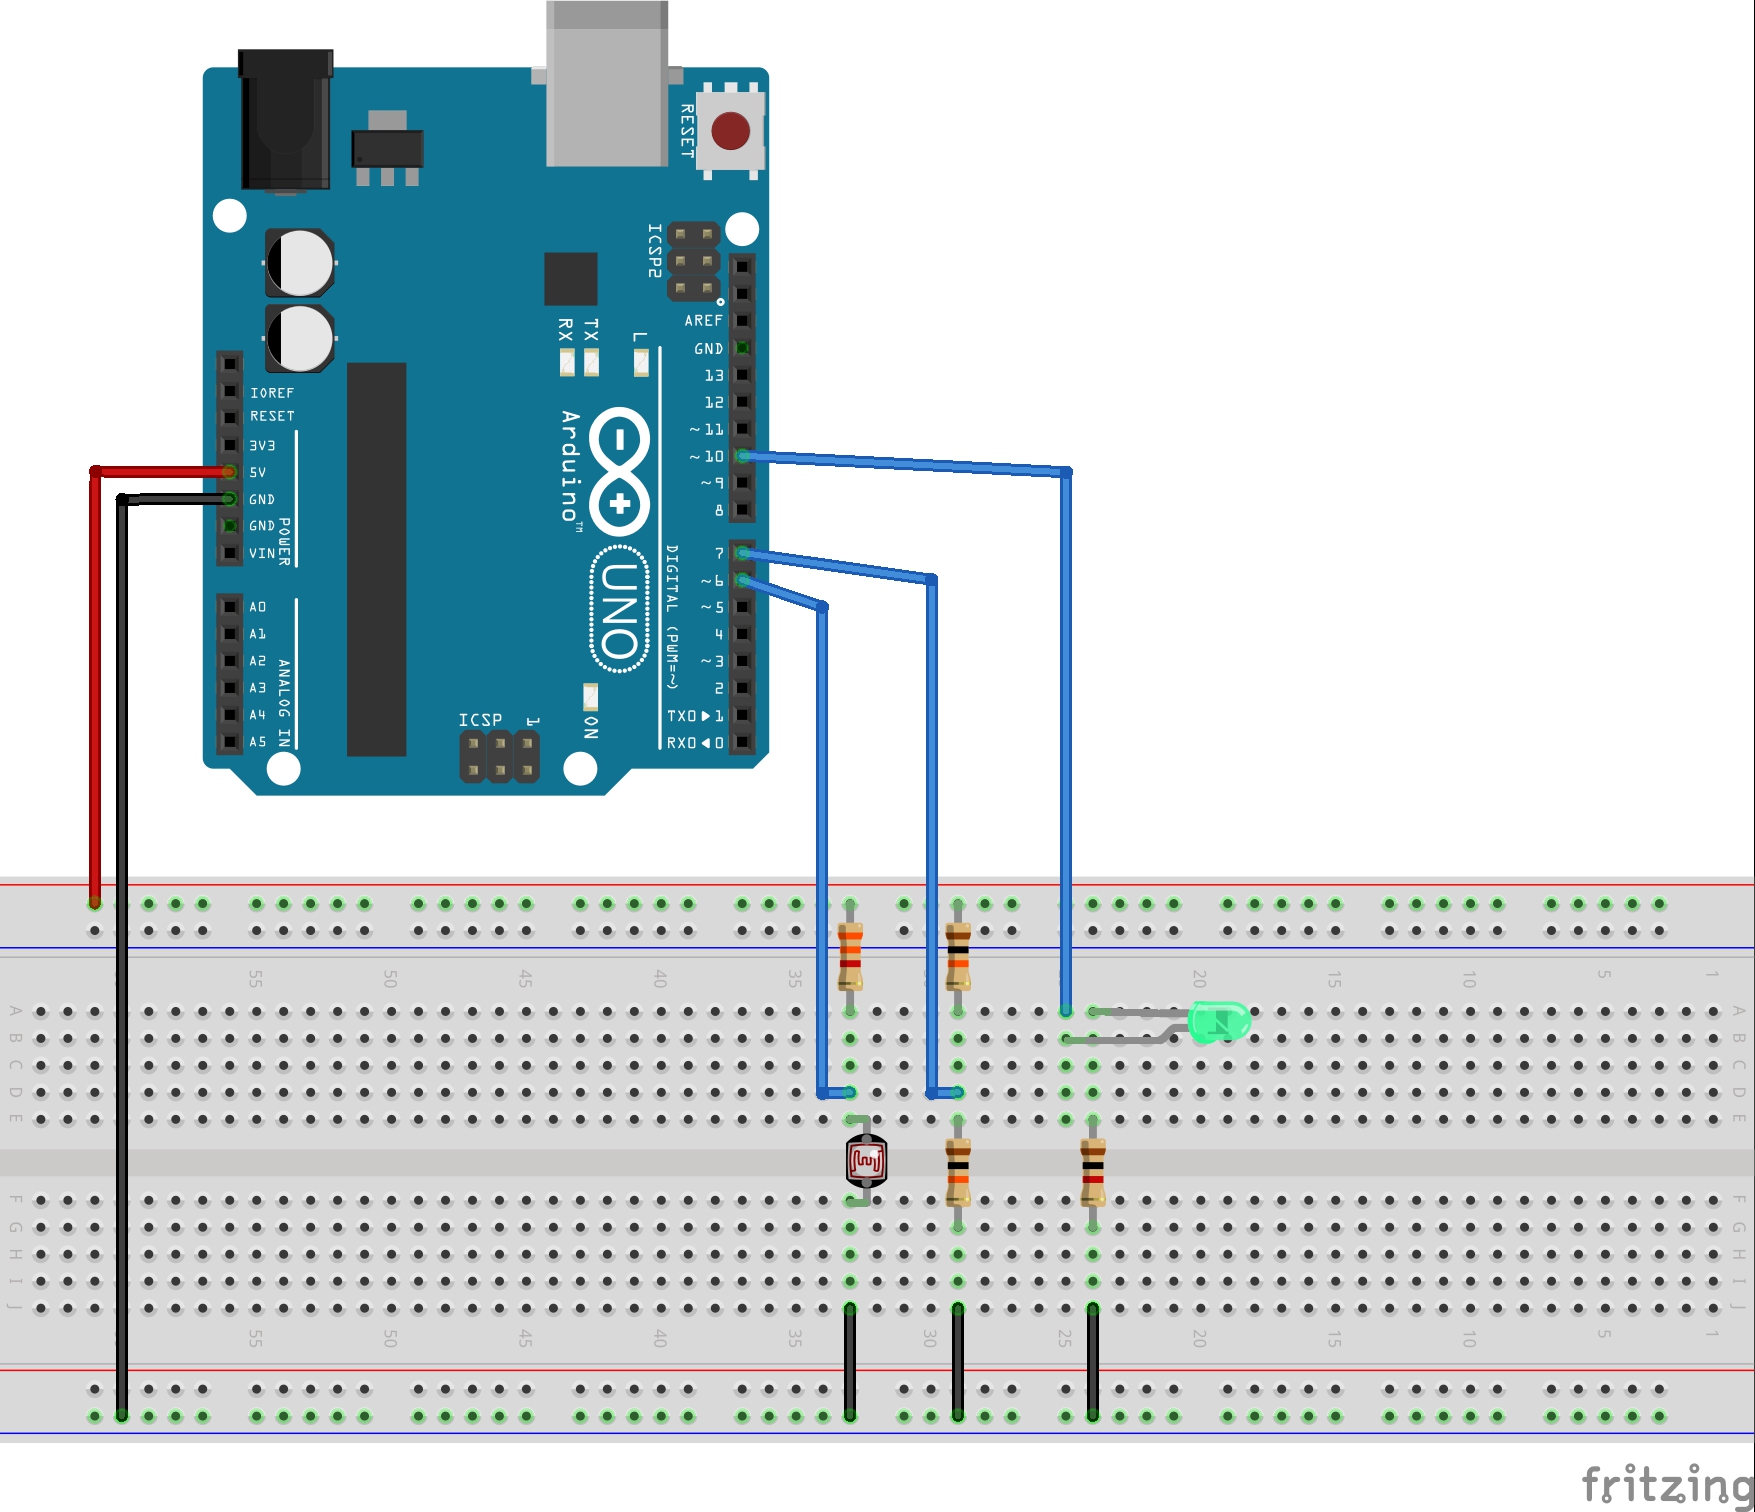 RESET
ICSP2
RX
TX
L
AREF
GND
13
12
~11
~10
~9
8
IOREF
RESET
3V3
5V
GND
GND
VIN
POWER
Arduino™
UNO
DIGITAL (PWM=~)
7
~6
~5
4
~3
2
TX0▶1
RX0◀0
A0
A1
A2
A3
A4
A5
ANALOG IN
ICSP
1
ON
55
50
45
40
35
30
25
20
15
10
5
1
A
B
C
D
E
A
B
C
D
E
F
G
H
I
J
F
G
H
I
J
55
50
45
40
35
30
25
20
15
10
5
1
fritzing